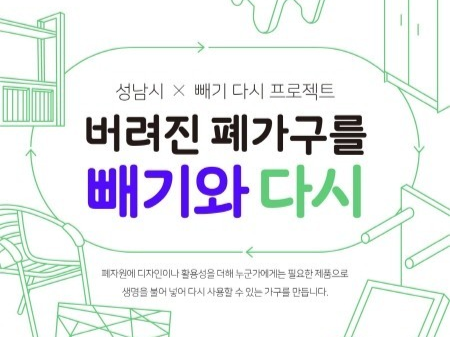 성남시 × 빼기 다시 프로젝트
버려진 폐가구를
빼기와 다시
폐자원에 디자인이나 활용성을 더해 누군가에게는 필요한 제품으로
생명을 불어 넣어 다시 사용할 수 있는 가구를 만듭니다.